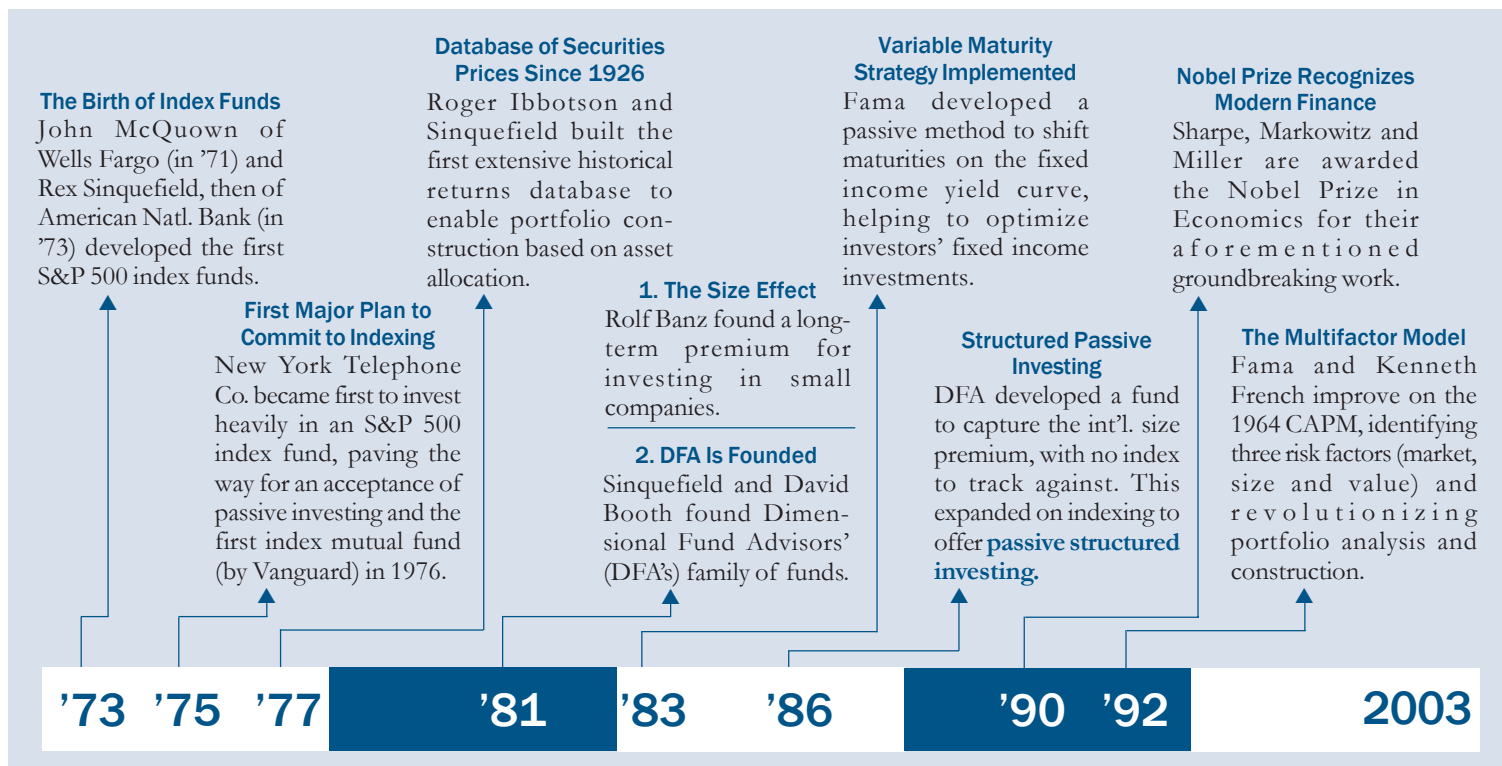 The Birth of Index Funds
John McQuown of
Wells Fargo (in ’71) and
Rex Sinquefield, then of
American Natl. Bank (in
’73) developed the first
S&P 500 index funds.
First Major Plan to
Commit to Indexing
New York Telephone
Co. became first to invest
heavily in an S&P 500
index fund, paving the
way for an acceptance of
passive investing and the
first index mutual fund
(by Vanguard) in 1976.
Database of Securities
Prices Since 1926
Roger Ibbotson and
Sinquefield built the
first extensive historical
returns database to
enable portfolio con-
struction based on asset
allocation.
1. The Size Effect
Rolf Banz found a long-
term premium for
investing in small
companies.
2. DFA Is Founded
Sinquefield and David
Booth found Dimen-
sional Fund Advisors’
(DFA’s) family of funds.
Variable Maturity
Strategy Implemented
Fama developed a
passive method to shift
maturities on the fixed
income yield curve,
helping to optimize
investors’ fixed income
investments.
Structured Passive
Investing
DFA developed a fund
to capture the int’l. size
premium, with no index
to track against. This
expanded on indexing to
offer passive structured
investing.
Nobel Prize Recognizes
Modern Finance
Sharpe, Markowitz and
Miller are awarded
the Nobel Prize in
Economics for their
aforementioned
groundbreaking work.
The Multifactor Model
Fama and Kenneth
French improve on the
1964 CAPM, identifying
three risk factors (market,
size and value) and
revolutionizing
portfolio analysis and
construction.
’73 ’75 ’77 ’81 ’83 ’86 ’90 ’92 2003